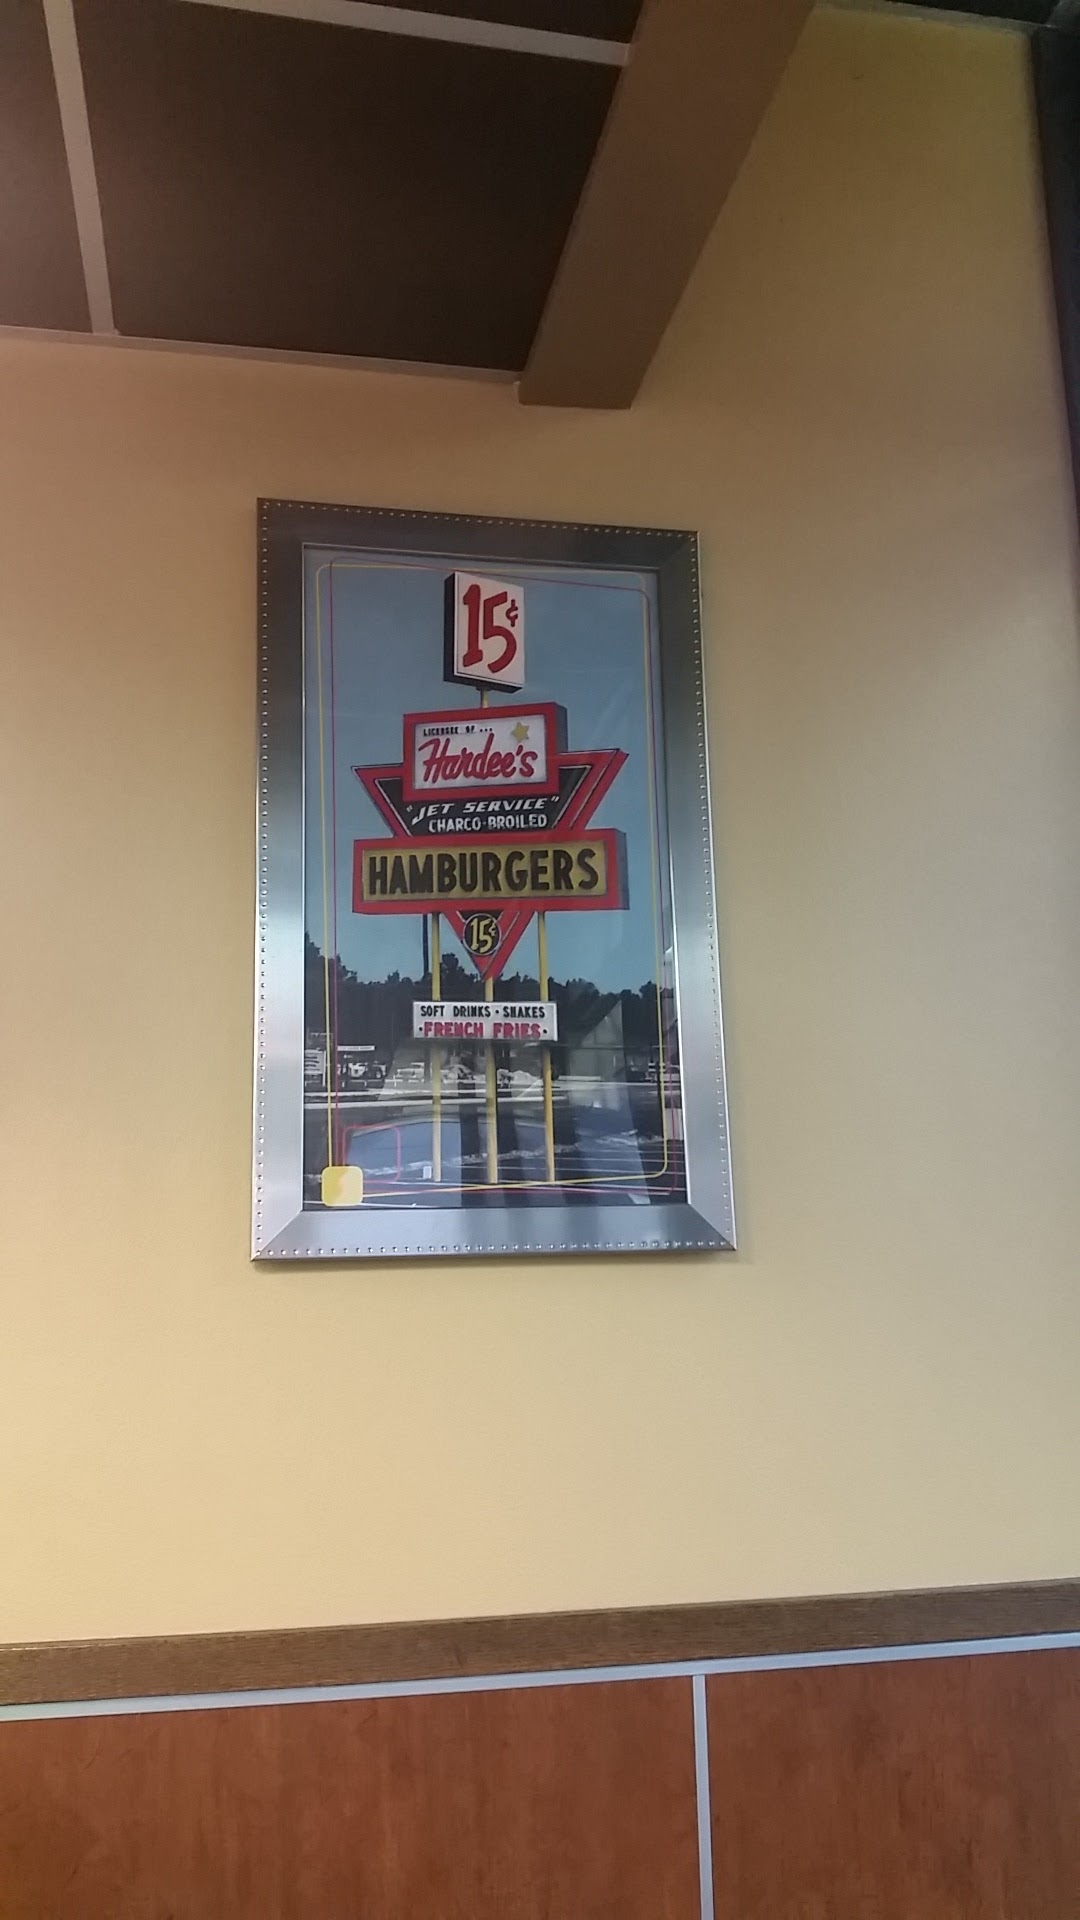 15¢
LICENSEE OF ...
Hardee's
"JET SERVICE"
CHARCO-BROILED
HAMBURGERS
15¢
SOFT DRINKS • SHAKES
•FRENCH FRIES•